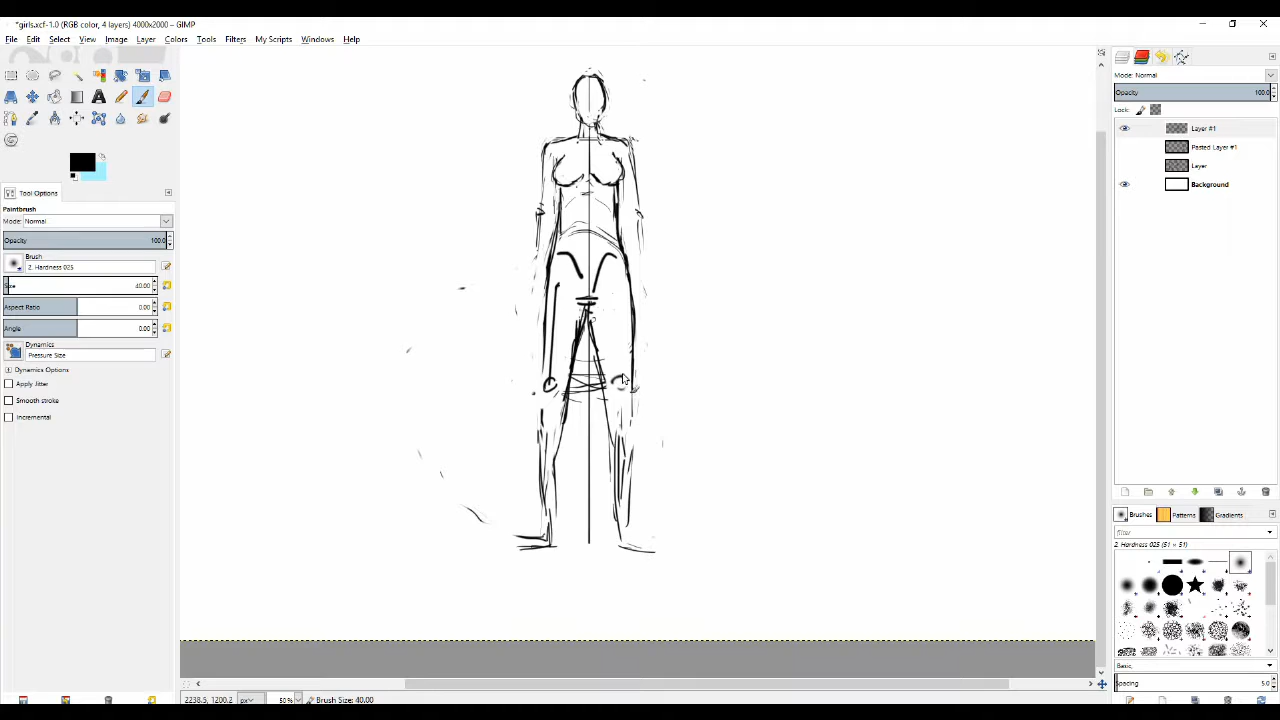 *girls.xcf-1.0 (RGB color, 4 layers) 4000x2000 – GIMP
File Edit Select View Image Layer Colors Tools Filters My Scripts Windows Help
Tool Options
Paintbrush
Mode: Normal
Opacity 100.0
Brush
2. Hardness 025
Size 40.00
Aspect Ratio 0.00
Angle 0.00
Dynamics
Pressure Size
Dynamics Options
Apply Jitter
Smooth stroke
Incremental
2238.5, 1200.2 px 50 % Brush Size: 40.00
Mode: Normal
Opacity 100.0
Lock:
Layer #1
Pasted Layer #1
Layer
Background
Brushes Patterns Gradients
filter
2. Hardness 025 (51 × 51)
Basic,
Spacing 5.0